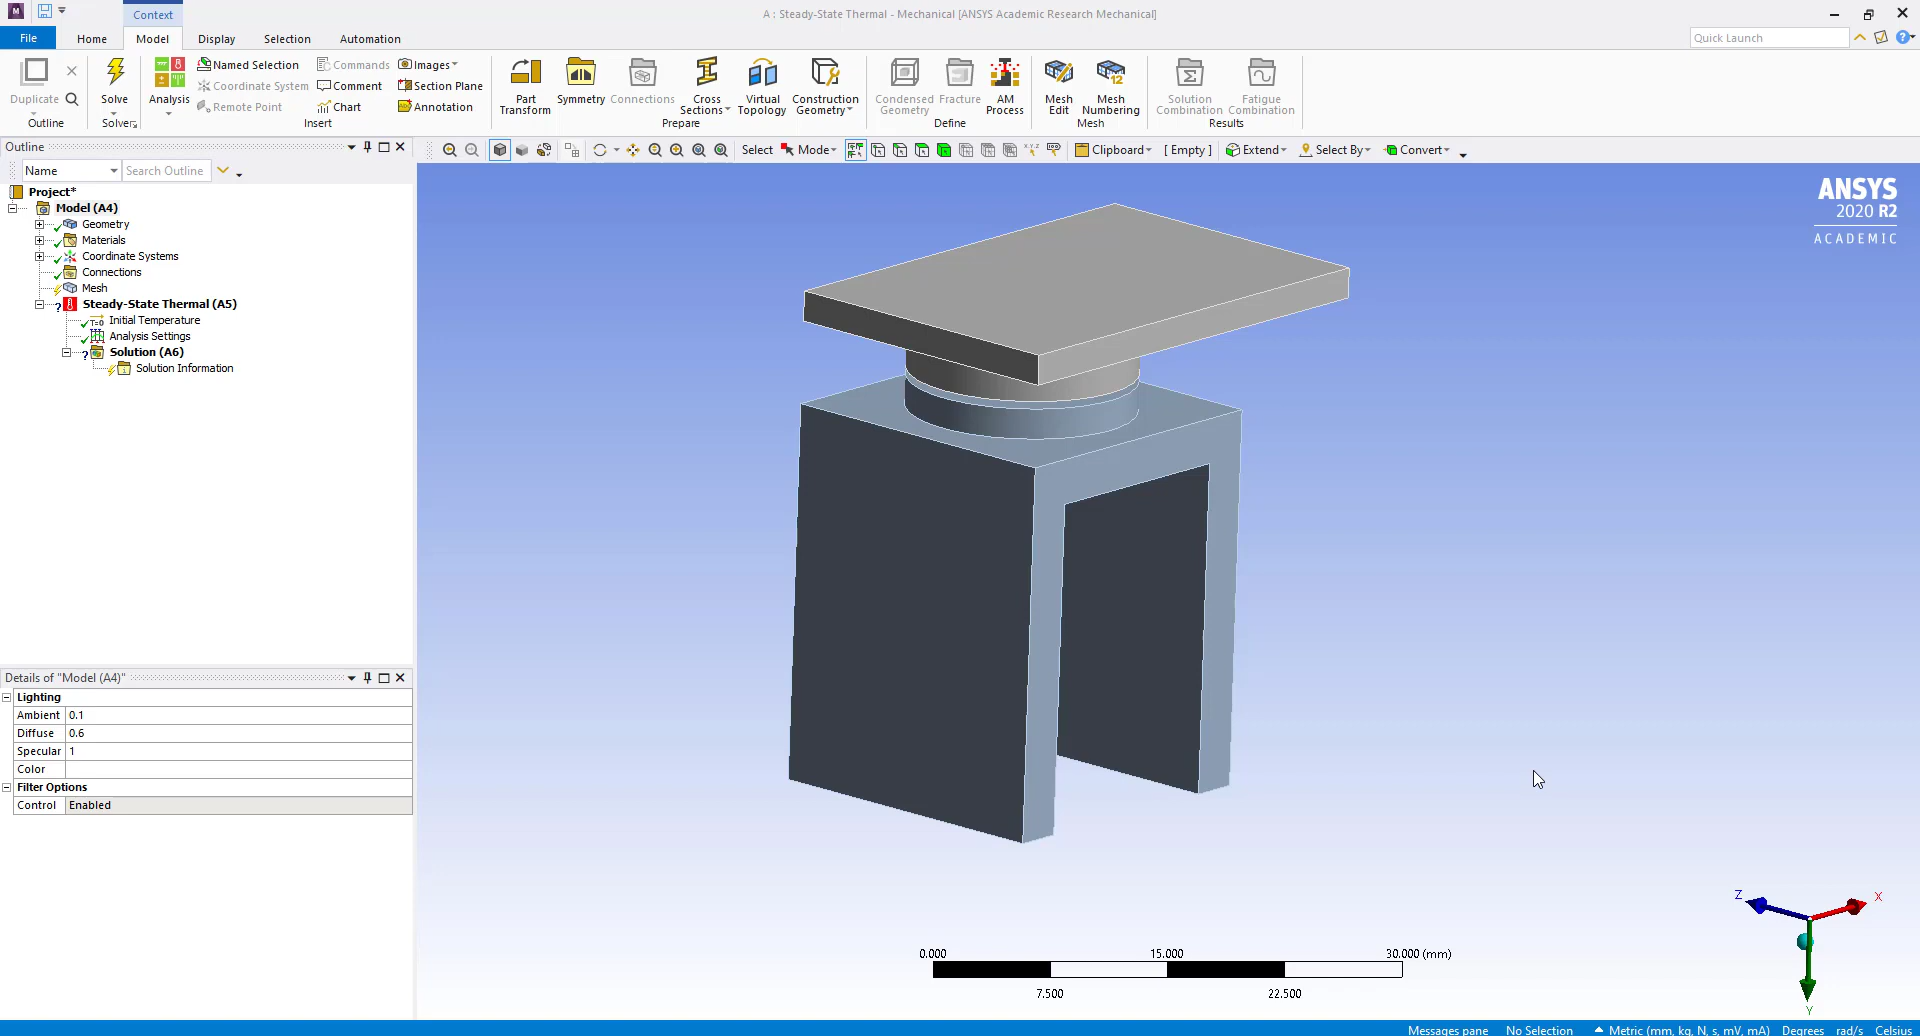 Context
A : Steady-State Thermal - Mechanical [ANSYS Academic Research Mechanical]
File Home Model Display Selection Automation
Quick Launch
Duplicate
Outline
Solve
Solver
Analysis
Named Selection
Coordinate System
Remote Point
Commands
Comment
Chart
Images
Section Plane
Annotation
Insert
Part
Transform
Symmetry
Connections
Cross
Sections
Virtual
Topology
Construction
Geometry
Prepare
Condensed
Geometry
Fracture
AM
Process
Define
Mesh
Edit
Mesh
Numbering
Mesh
Solution
Combination
Fatigue
Combination
Results
Outline
Select Mode Clipboard [ Empty ] Extend Select By Convert
Name Search Outline
Project*
Model (A4)
Geometry
Materials
Coordinate Systems
Connections
Mesh
Steady-State Thermal (A5)
Initial Temperature
Analysis Settings
Solution (A6)
Solution Information
Details of "Model (A4)"
Lighting
Ambient 0.1
Diffuse 0.6
Specular 1
Color
Filter Options
Control Enabled
ANSYS
2020 R2
ACADEMIC
Z X
Y
0.000 15.000 30.000 (mm)
7.500 22.500
Messages pane No Selection Metric (mm, kg, N, s, mV, mA) Degrees rad/s Celsius